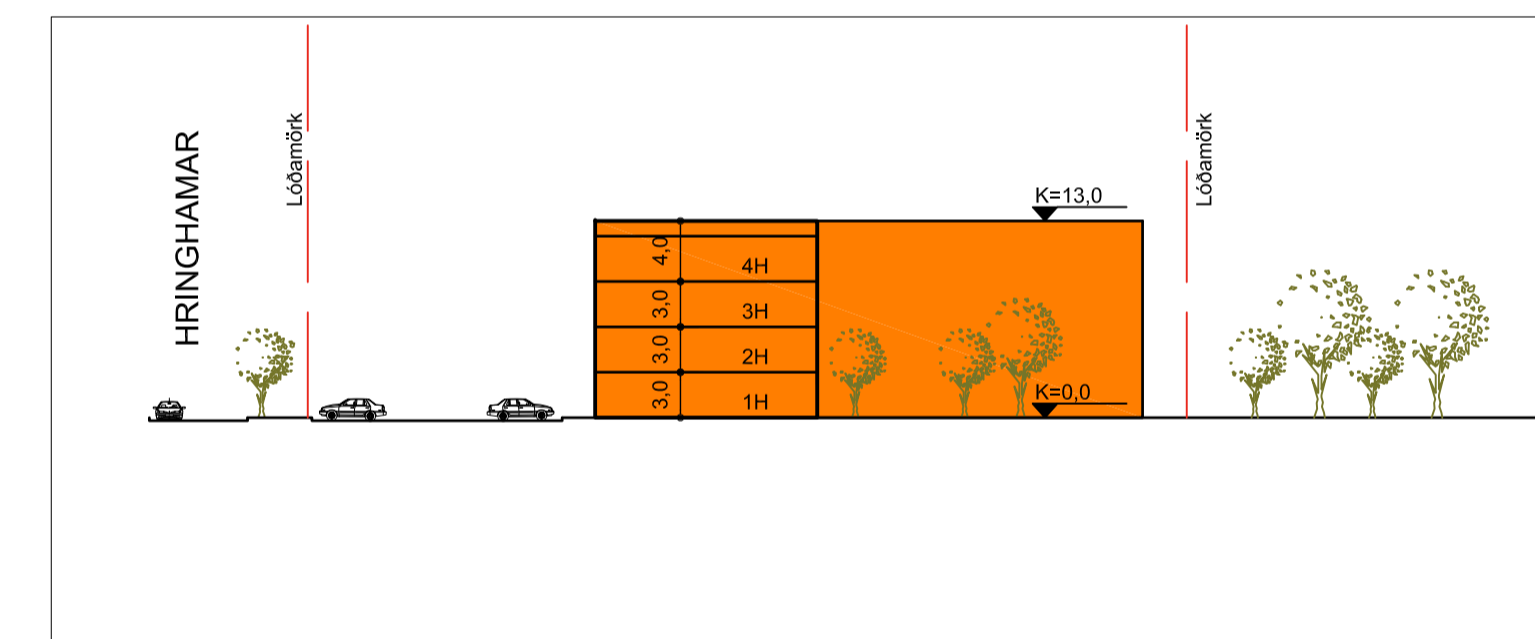 HRINGHAMAR
Lóðamörk
Lóðamörk
K=13,0
4,0
4H
3,0
3H
3,0
2H
3,0
1H
K=0,0